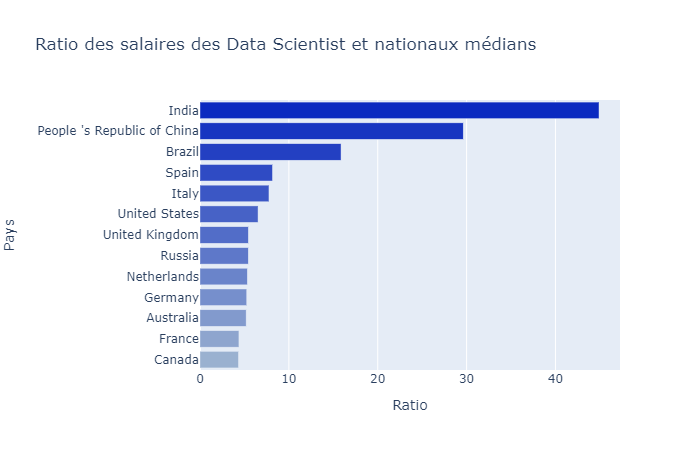 Ratio des salaires des Data Scientist et nationaux médians
Pays
India
People 's Republic of China
Brazil
Spain
Italy
United States
United Kingdom
Russia
Netherlands
Germany
Australia
France
Canada
0 10 20 30 40
Ratio